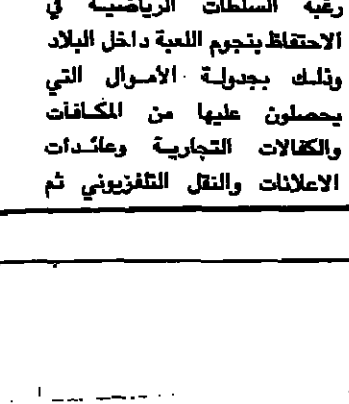 رغبة السلطات الرياضية في
الاحتفاظ بنجوم اللعبة داخل البلاد
وذلك بجدولة الأموال التي
يحصلون عليها من المكافآت
والكفالات التجارية وعائدات
الاعلانات والنقل التلفزيوني ثم